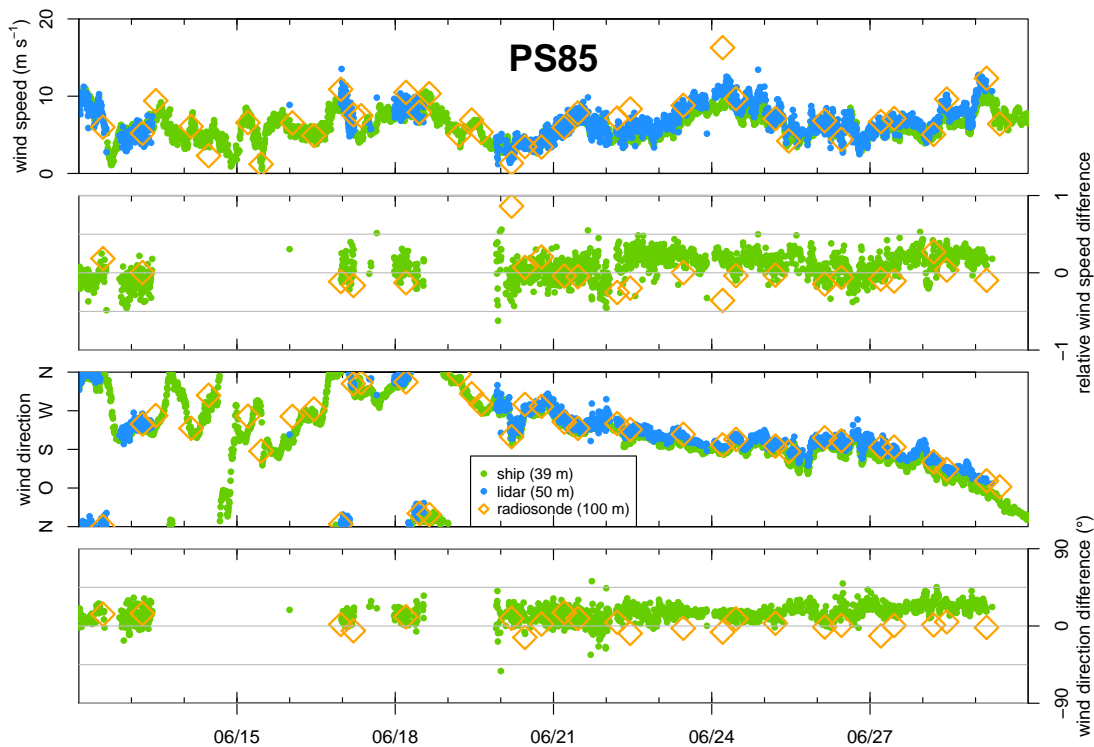 PS85
wind speed (m s⁻¹)
20
10
0
relative wind speed difference
1
0
−1
wind direction
N
W
S
O
N
ship (39 m)
lidar (50 m)
radiosonde (100 m)
wind direction difference (°)
90
0
−90
06/15 06/18 06/21 06/24 06/27